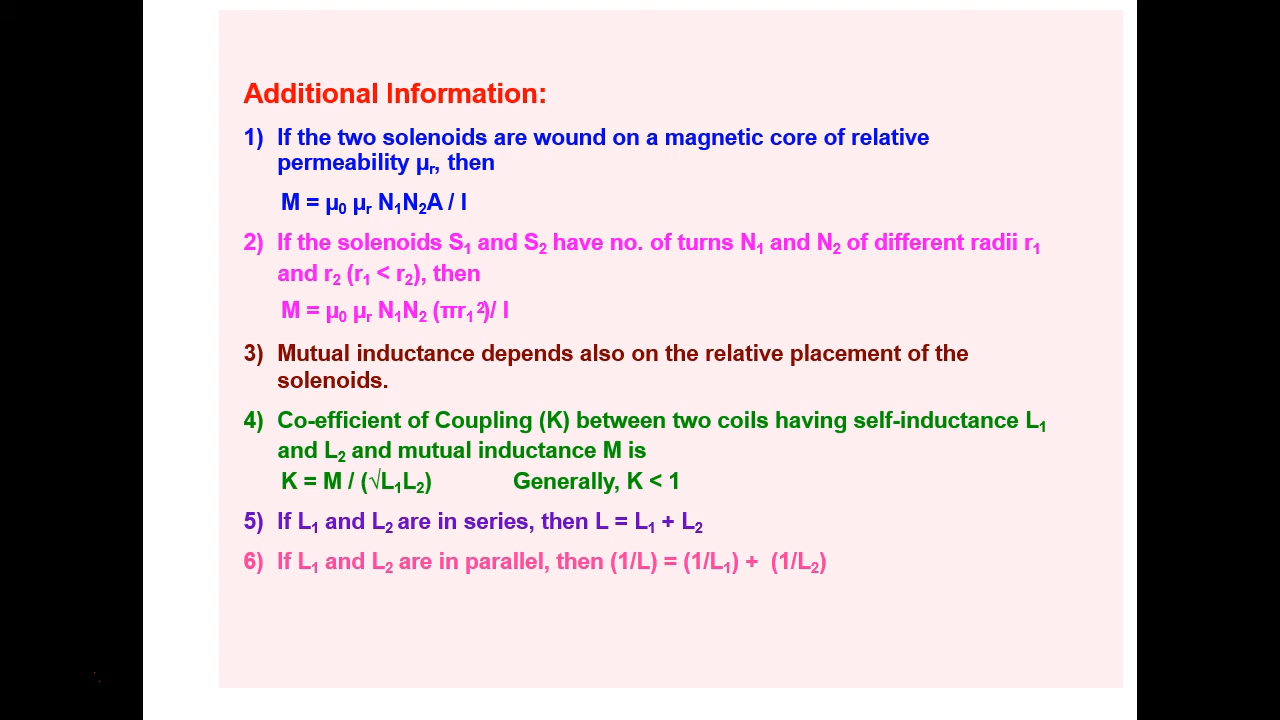 Additional Information:
1) If the two solenoids are wound on a magnetic core of relative
permeability μr, then
M = μ0 μr N1N2A / l
2) If the solenoids S1 and S2 have no. of turns N1 and N2 of different radii r1
and r2 (r1 < r2), then
M = μ0 μr N1N2 (πr1²)/ l
3) Mutual inductance depends also on the relative placement of the
solenoids.
4) Co-efficient of Coupling (K) between two coils having self-inductance L1
and L2 and mutual inductance M is
K = M / (√L1L2) Generally, K < 1
5) If L1 and L2 are in series, then L = L1 + L2
6) If L1 and L2 are in parallel, then (1/L) = (1/L1) + (1/L2)